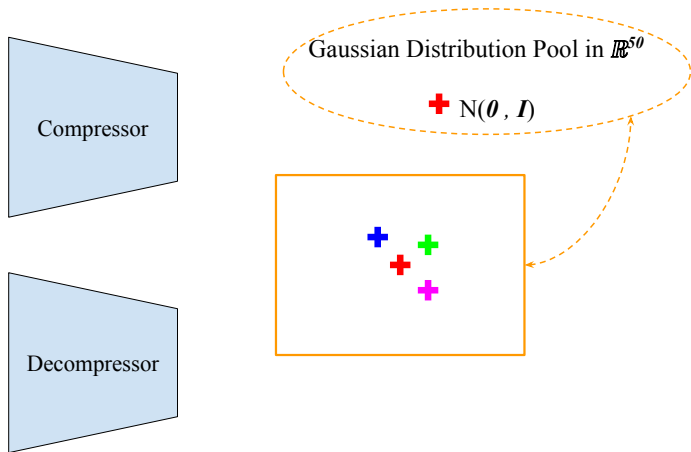 Gaussian Distribution Pool in ℝ⁵⁰
N(0 , I)
Compressor
Decompressor